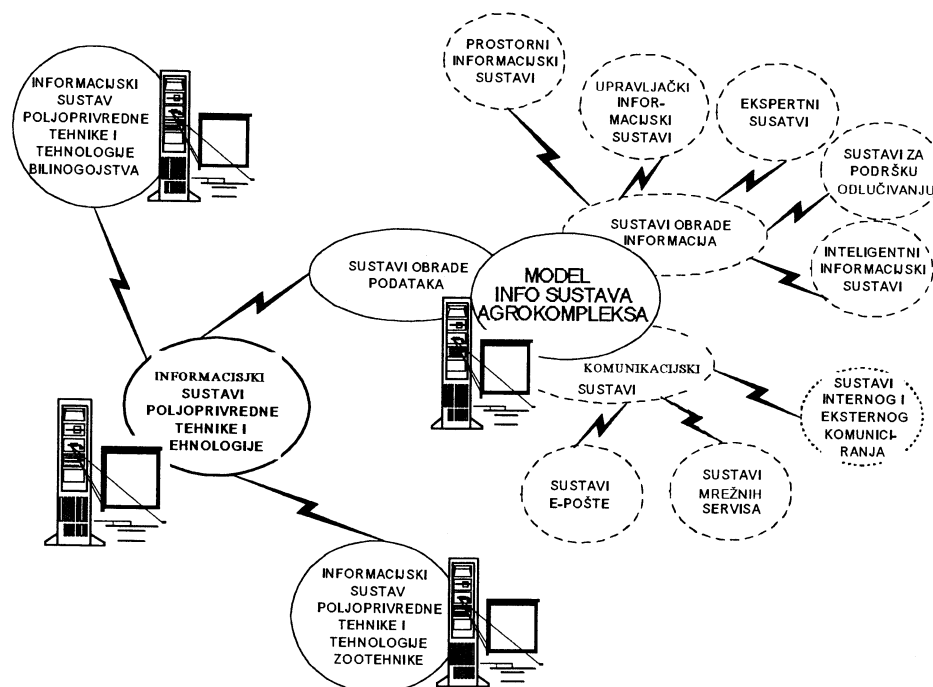 PROSTORNI
INFORMACIJSKI
SUSTAVI
UPRAVLJAČKI
INFOR-
MACIJSKI
SUSTAVI
EKSPERTNI
SUSATVI
SUSTAVI ZA
PODRŠKU
ODLUČIVANJU
INTELIGENTNI
INFORMACIJSKI
SUSTAVI
INFORMACIJSKI
SUSTAV
POLJOPRIVREDNE
TEHNIKE I
TEHNOLOGIJE
BILINOGOJSTVA
SUSTAVI OBRADE
INFORMACIJA
SUSTAVI OBRADE
PODATAKA
MODEL
INFO SUSTAVA
AGROKOMPLEKSA
KOMUNIKACIJSKI
SUSTAVI
INFORMACISJKI
SUSTAVI
POLJOPRIVREDNE
TEHNIKE I
EHNOLOGIJE
SUSTAVI
INTERNOG I
EKSTERNOG
KOMUNICI-
RANJA
SUSTAVI
E-POŠTE
SUSTAVI
MREŽNIH
SERVISA
INFORMACIJSKI
SUSTAV
POLJOPRIVREDNE
TEHNIKE I
TEHNOLOGIJE
ZOOTEHNIKE